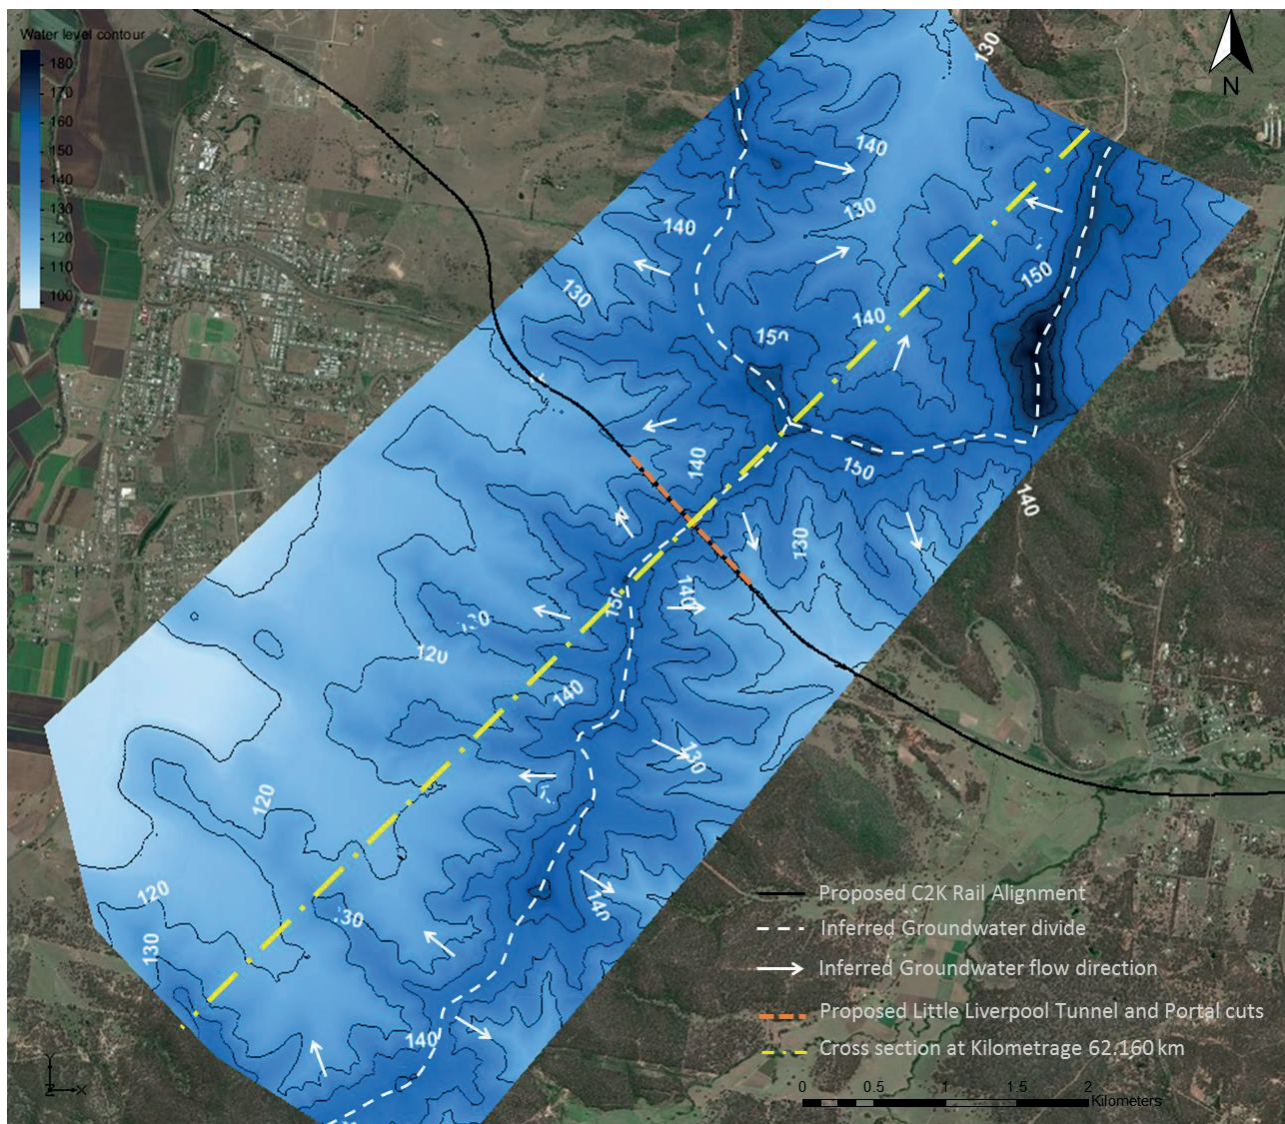 Water level contour
180
170
160
150
140
130
120
110
100
130
N
140
130
140
150
130
140
150
140
150
140
130
150
140
.30
120
140
130
120
120
.30
140
130
140
Proposed C2K Rail Alignment
Inferred Groundwater divide
Inferred Groundwater flow direction
Proposed Little Liverpool Tunnel and Portal cuts
Cross section at Kilometrage 62.160 km
Y
Z
X
0 0.5 1 1.5 2
Kilometers